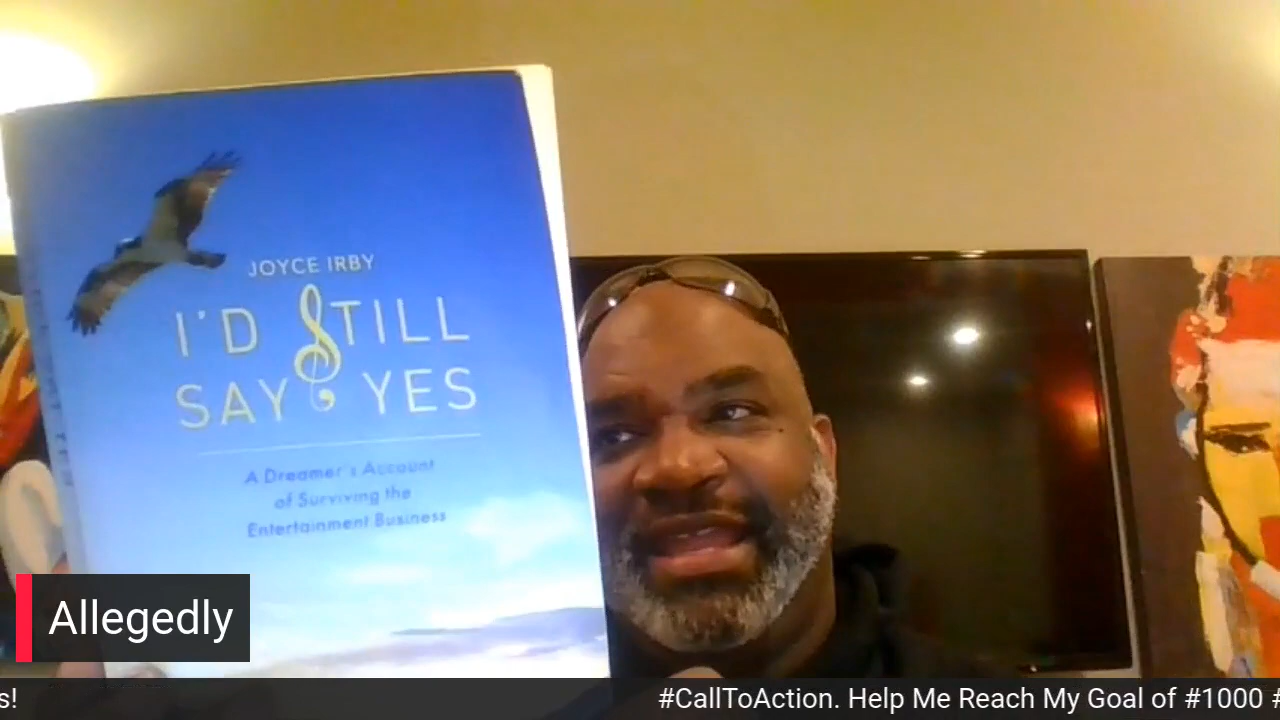 JOYCE IRBY
I'D STILL
SAY YES
A Dreamer's Account
of Surviving the
Entertainment Business
Allegedly
s!
#CallToAction. Help Me Reach My Goal of #1000 #